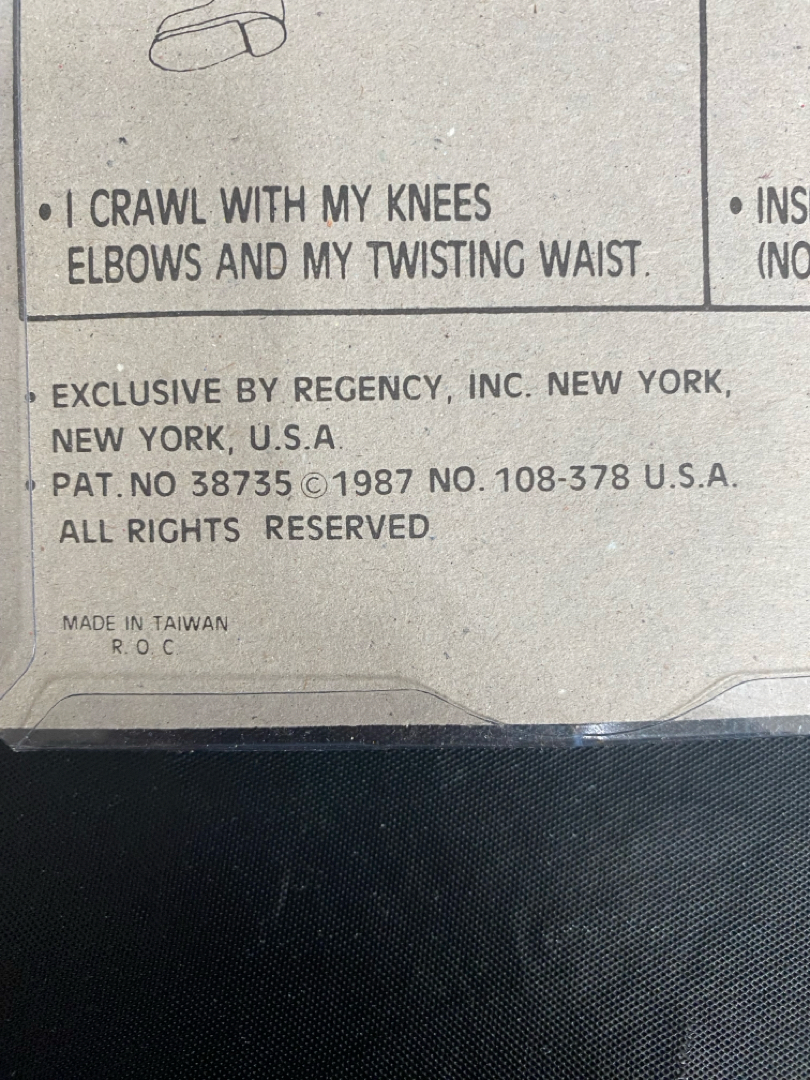 • I CRAWL WITH MY KNEES
ELBOWS AND MY TWISTING WAIST.
• INS
(NO
• EXCLUSIVE BY REGENCY, INC. NEW YORK,
NEW YORK, U.S.A.
• PAT. NO 38735 ©1987 NO. 108-378 U.S.A.
ALL RIGHTS RESERVED.
MADE IN TAIWAN
R. O. C